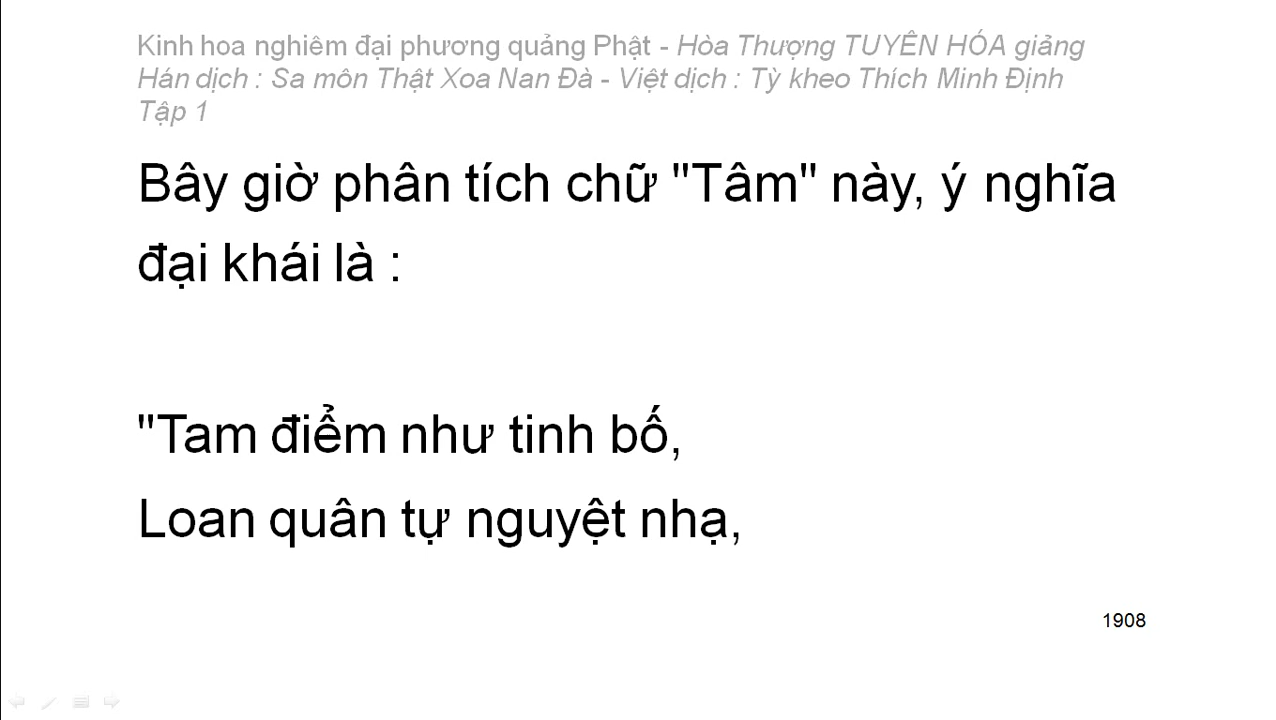 Kinh hoa nghiêm đại phương quảng Phật - Hòa Thượng TUYÊN HÓA giảng
Hán dịch : Sa môn Thật Xoa Nan Đà - Việt dịch : Tỳ kheo Thích Minh Định
Tập 1
Bây giờ phân tích chữ "Tâm" này, ý nghĩa
đại khái là :
"Tam điểm như tinh bố,
Loan quân tự nguyệt nhạ,
1908